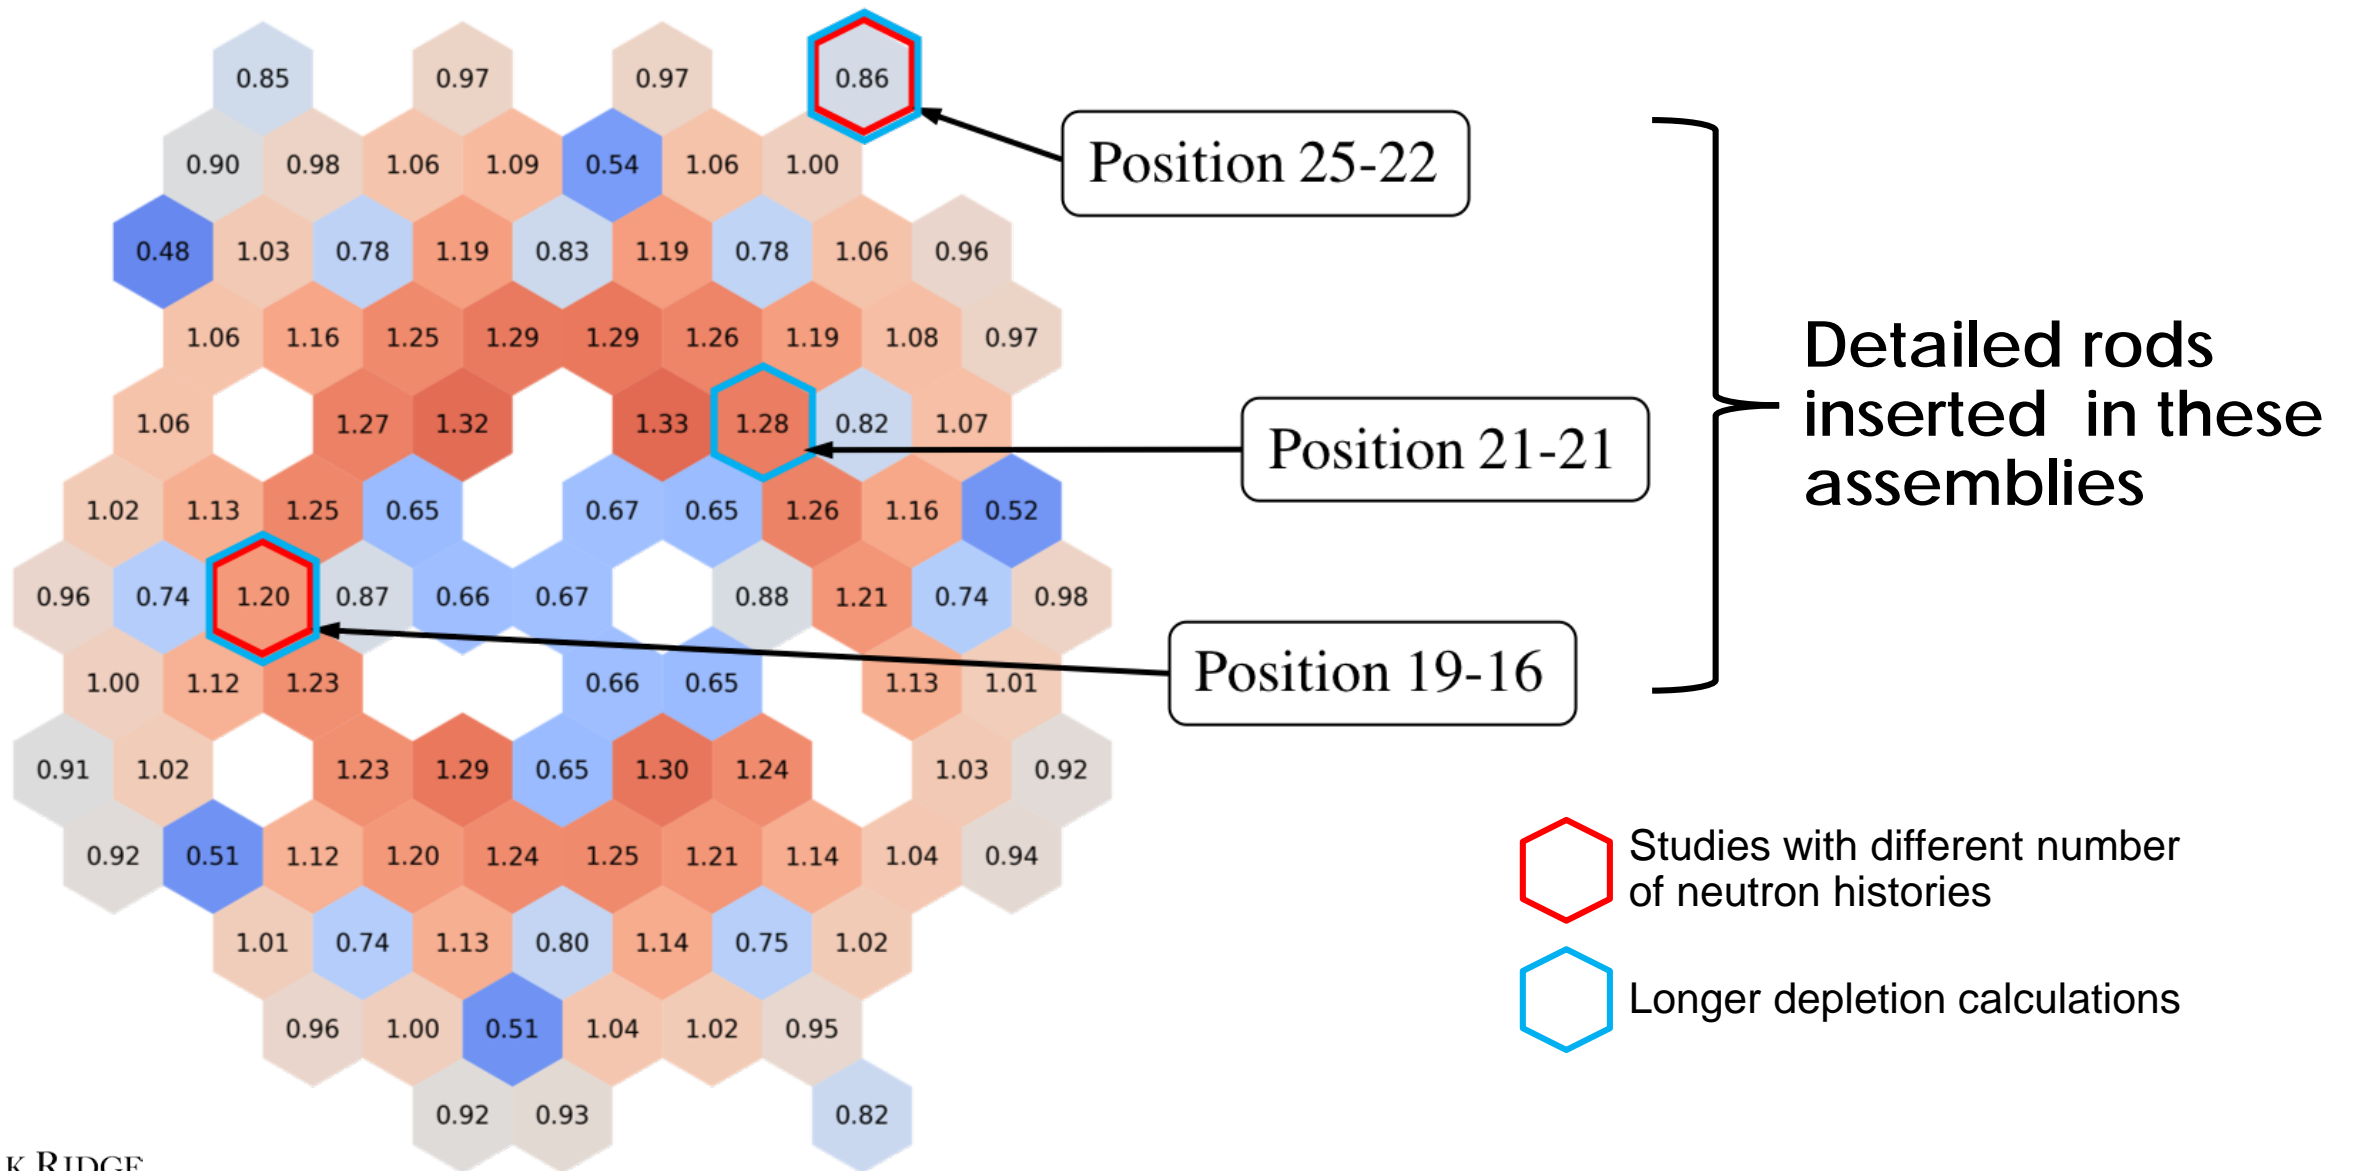 0.85 0.97 0.97 0.86
Position 25-22
0.90 0.98 1.06 1.09 0.54 1.06 1.00
0.48 1.03 0.78 1.19 0.83 1.19 0.78 1.06 0.96
1.06 1.16 1.25 1.29 1.29 1.26 1.19 1.08 0.97
Detailed rods
inserted in these
assemblies
1.06 1.27 1.32 1.33 1.28 0.82 1.07
Position 21-21
1.02 1.13 1.25 0.65 0.67 0.65 1.26 1.16 0.52
0.96 0.74 1.20 0.87 0.66 0.67 0.88 1.21 0.74 0.98
Position 19-16
1.00 1.12 1.23 0.66 0.65 1.13 1.01
0.91 1.02 1.23 1.29 0.65 1.30 1.24 1.03 0.92
0.92 0.51 1.12 1.20 1.24 1.25 1.21 1.14 1.04 0.94
Studies with different number
of neutron histories
1.01 0.74 1.13 0.80 1.14 0.75 1.02
Longer depletion calculations
0.96 1.00 0.51 1.04 1.02 0.95
0.92 0.93 0.82
K RIDGE